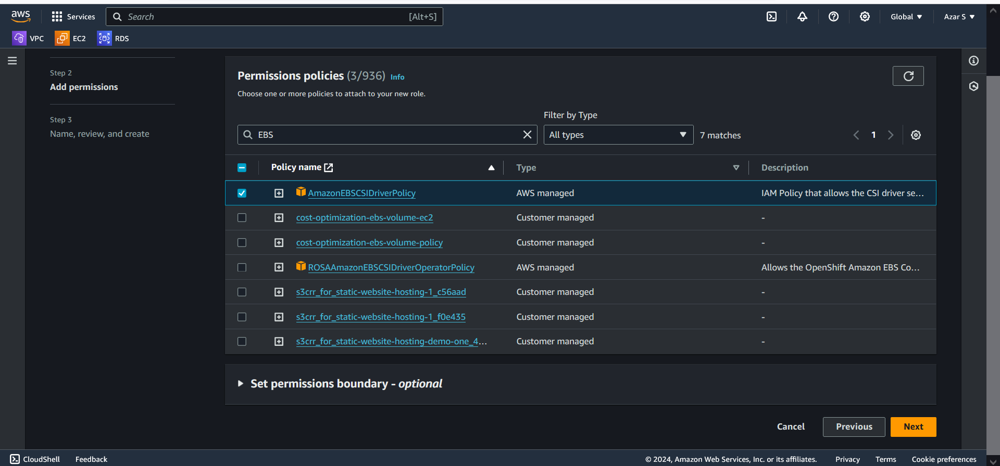 aws
Services
Search
[Alt+S]
Global
Azar S
VPC
EC2
RDS
Step 2
Add permissions
Step 3
Name, review, and create
Permissions policies (3/936) Info
Choose one or more policies to attach to your new role.
Filter by Type
EBS
All types
7 matches
1
Policy name
Type
Description
AmazonEBSCSIDriverPolicy
AWS managed
IAM Policy that allows the CSI driver se...
cost-optimization-ebs-volume-ec2
Customer managed
-
cost-optimization-ebs-volume-policy
Customer managed
-
ROSAAmazonEBSCSIDriverOperatorPolicy
AWS managed
Allows the OpenShift Amazon EBS Co...
s3crr_for_static-website-hosting-1_c56aad
Customer managed
-
s3crr_for_static-website-hosting-1_f0e435
Customer managed
-
s3crr_for_static-website-hosting-demo-one_4...
Customer managed
-
Set permissions boundary - optional
Cancel
Previous
Next
CloudShell
Feedback
© 2024, Amazon Web Services, Inc. or its affiliates.
Privacy
Terms
Cookie preferences